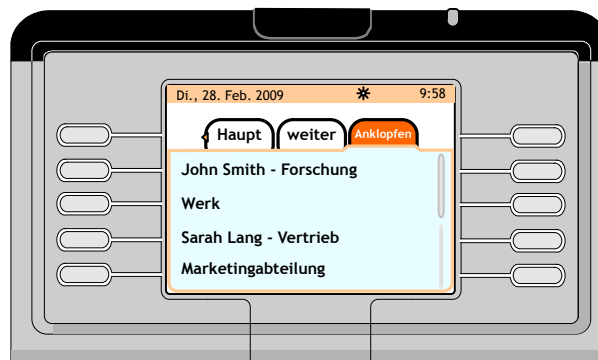 Di., 28. Feb. 2009 9:58
Haupt weiter Anklopfen
John Smith - Forschung
Werk
Sarah Lang - Vertrieb
Marketingabteilung